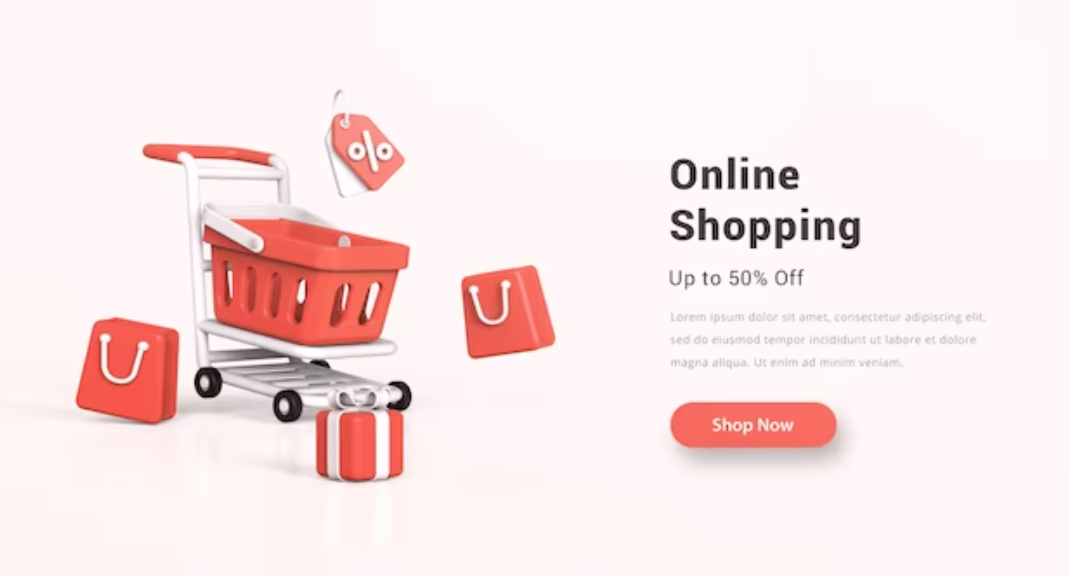 %
Online
Shopping
Up to 50% Off
Lorem ipsum dolor sit amet, consectetur adipiscing elit,
sed do eiusmod tempor incididunt ut labore et dolore
magna aliqua. Ut enim ad minim veniam.
Shop Now